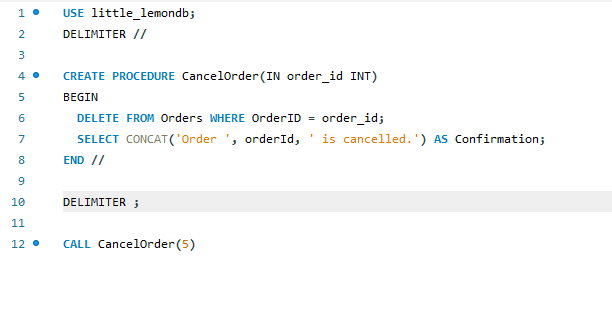 1 USE little_lemondb;
2 DELIMITER //
3
4 CREATE PROCEDURE CancelOrder(IN order_id INT)
5 BEGIN
6 DELETE FROM Orders WHERE OrderID = order_id;
7 SELECT CONCAT('Order ', orderId, ' is cancelled.') AS Confirmation;
8 END //
9
10 DELIMITER ;
11
12 CALL CancelOrder(5)